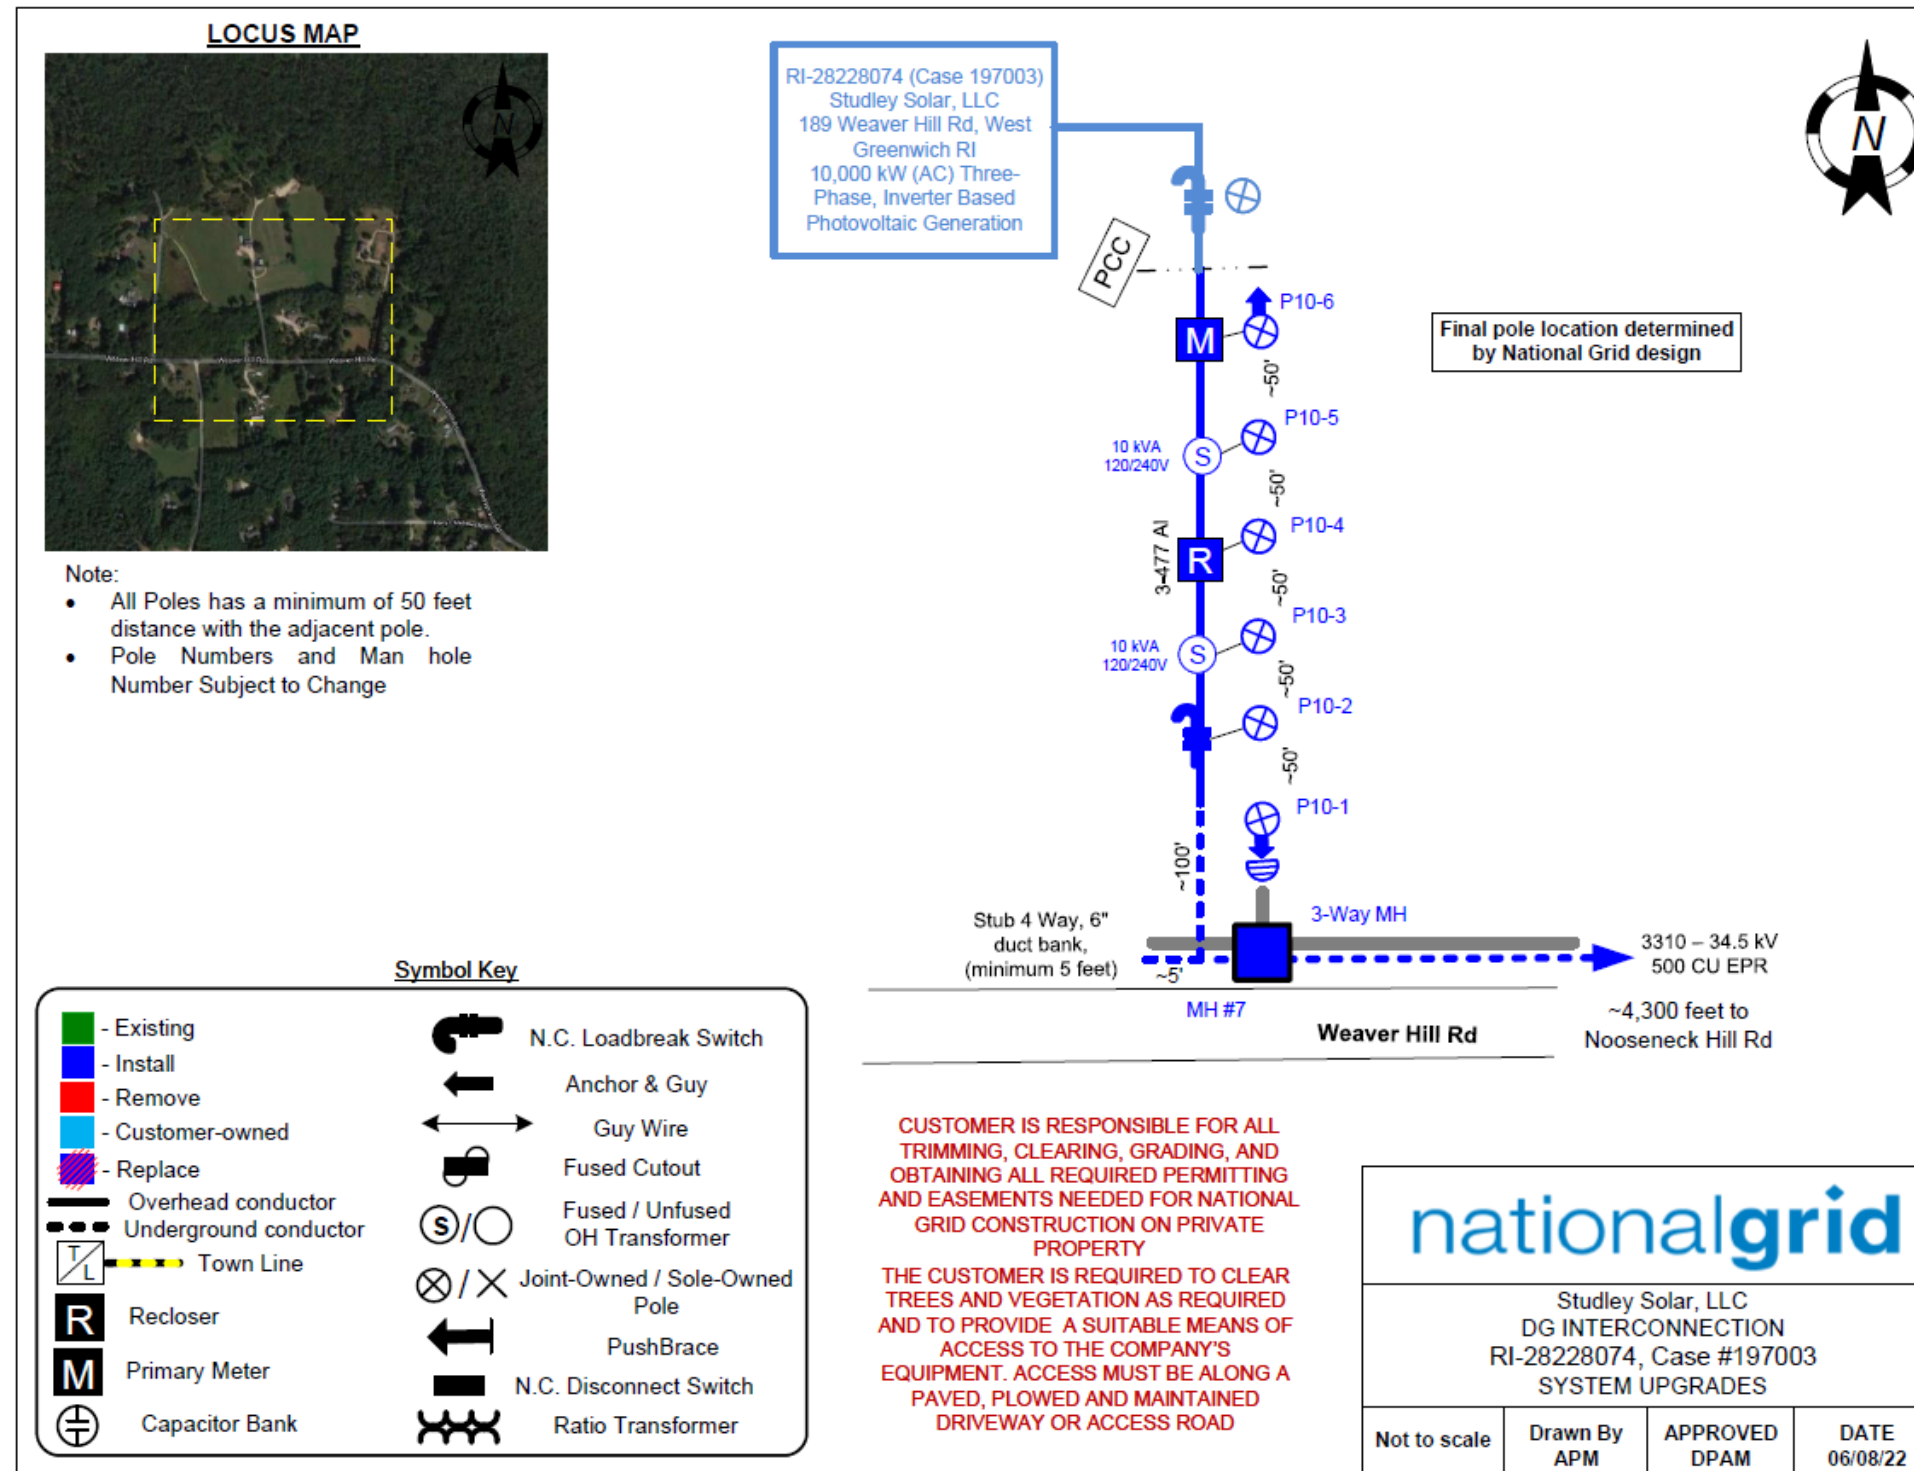 LOCUS MAP
N
Weaver Hill Rd
Weaver Hill Rd
Note:
• All Poles has a minimum of 50 feet
distance with the adjacent pole.
• Pole Numbers and Man hole
Number Subject to Change
RI-28228074 (Case 197003)
Studley Solar, LLC
189 Weaver Hill Rd, West
Greenwich RI
10,000 kW (AC) Three-
Phase, Inverter Based
Photovoltaic Generation
N
PCC
P10-6
M
~50'
Final pole location determined
by National Grid design
P10-5
10 kVA
120/240V
S
~50'
P10-4
3-477 Al
R
~50'
P10-3
10 kVA
120/240V
S
~50'
P10-2
~50'
P10-1
~100'
3-Way MH
Stub 4 Way, 6"
duct bank,
(minimum 5 feet)
~5'
3310 – 34.5 kV
500 CU EPR
MH #7
~4,300 feet to
Nooseneck Hill Rd
Weaver Hill Rd
Symbol Key
- Existing
- Install
- Remove
- Customer-owned
- Replace
Overhead conductor
Underground conductor
T/L Town Line
R Recloser
M Primary Meter
Capacitor Bank
N.C. Loadbreak Switch
Anchor & Guy
Guy Wire
Fused Cutout
S / Fused / Unfused
OH Transformer
/ Joint-Owned / Sole-Owned
Pole
PushBrace
N.C. Disconnect Switch
Ratio Transformer
CUSTOMER IS RESPONSIBLE FOR ALL
TRIMMING, CLEARING, GRADING, AND
OBTAINING ALL REQUIRED PERMITTING
AND EASEMENTS NEEDED FOR NATIONAL
GRID CONSTRUCTION ON PRIVATE
PROPERTY
THE CUSTOMER IS REQUIRED TO CLEAR
TREES AND VEGETATION AS REQUIRED
AND TO PROVIDE A SUITABLE MEANS OF
ACCESS TO THE COMPANY'S
EQUIPMENT. ACCESS MUST BE ALONG A
PAVED, PLOWED AND MAINTAINED
DRIVEWAY OR ACCESS ROAD
nationalgrid
Studley Solar, LLC
DG INTERCONNECTION
RI-28228074, Case #197003
SYSTEM UPGRADES
Not to scale
Drawn By
APM
APPROVED
DPAM
DATE
06/08/22